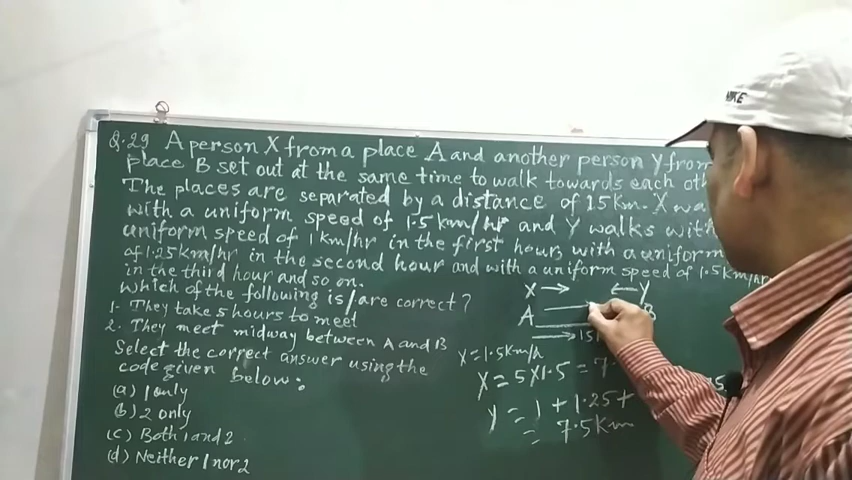 Q.29 A person X from a place A and another person Y from
place B set out at the same time to walk towards each oth
The places are separated by a distance of 15 km. X wa
with a uniform speed of 1.5 km/hr and Y walks with
uniform speed of 1 km/hr in the first hour, with a uniform
of 1.25 km/hr in the second hour and with a uniform speed of 1.5 km/hr
in the third hour and so on.
which of the following is/are correct?
1. They take 5 hours to meet
2. They meet midway between A and B
Select the correct answer using the
code given below:
(a) 1 only
(b) 2 only
(c) Both 1 and 2
(d) Neither 1 nor 2
X → ← Y
A B
→ 15
X = 1.5 km/h
X = 5 × 1.5 = 7.
Y = 1 + 1.25 +
= 7.5 km
NIKE